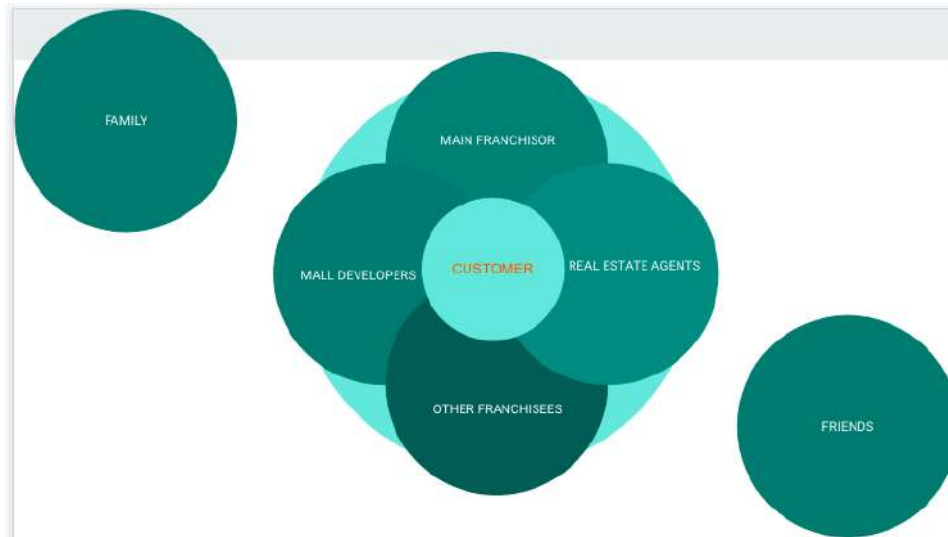 FAMILY
MAIN FRANCHISOR
MALL DEVELOPERS
CUSTOMER
REAL ESTATE AGENTS
OTHER FRANCHISEES
FRIENDS